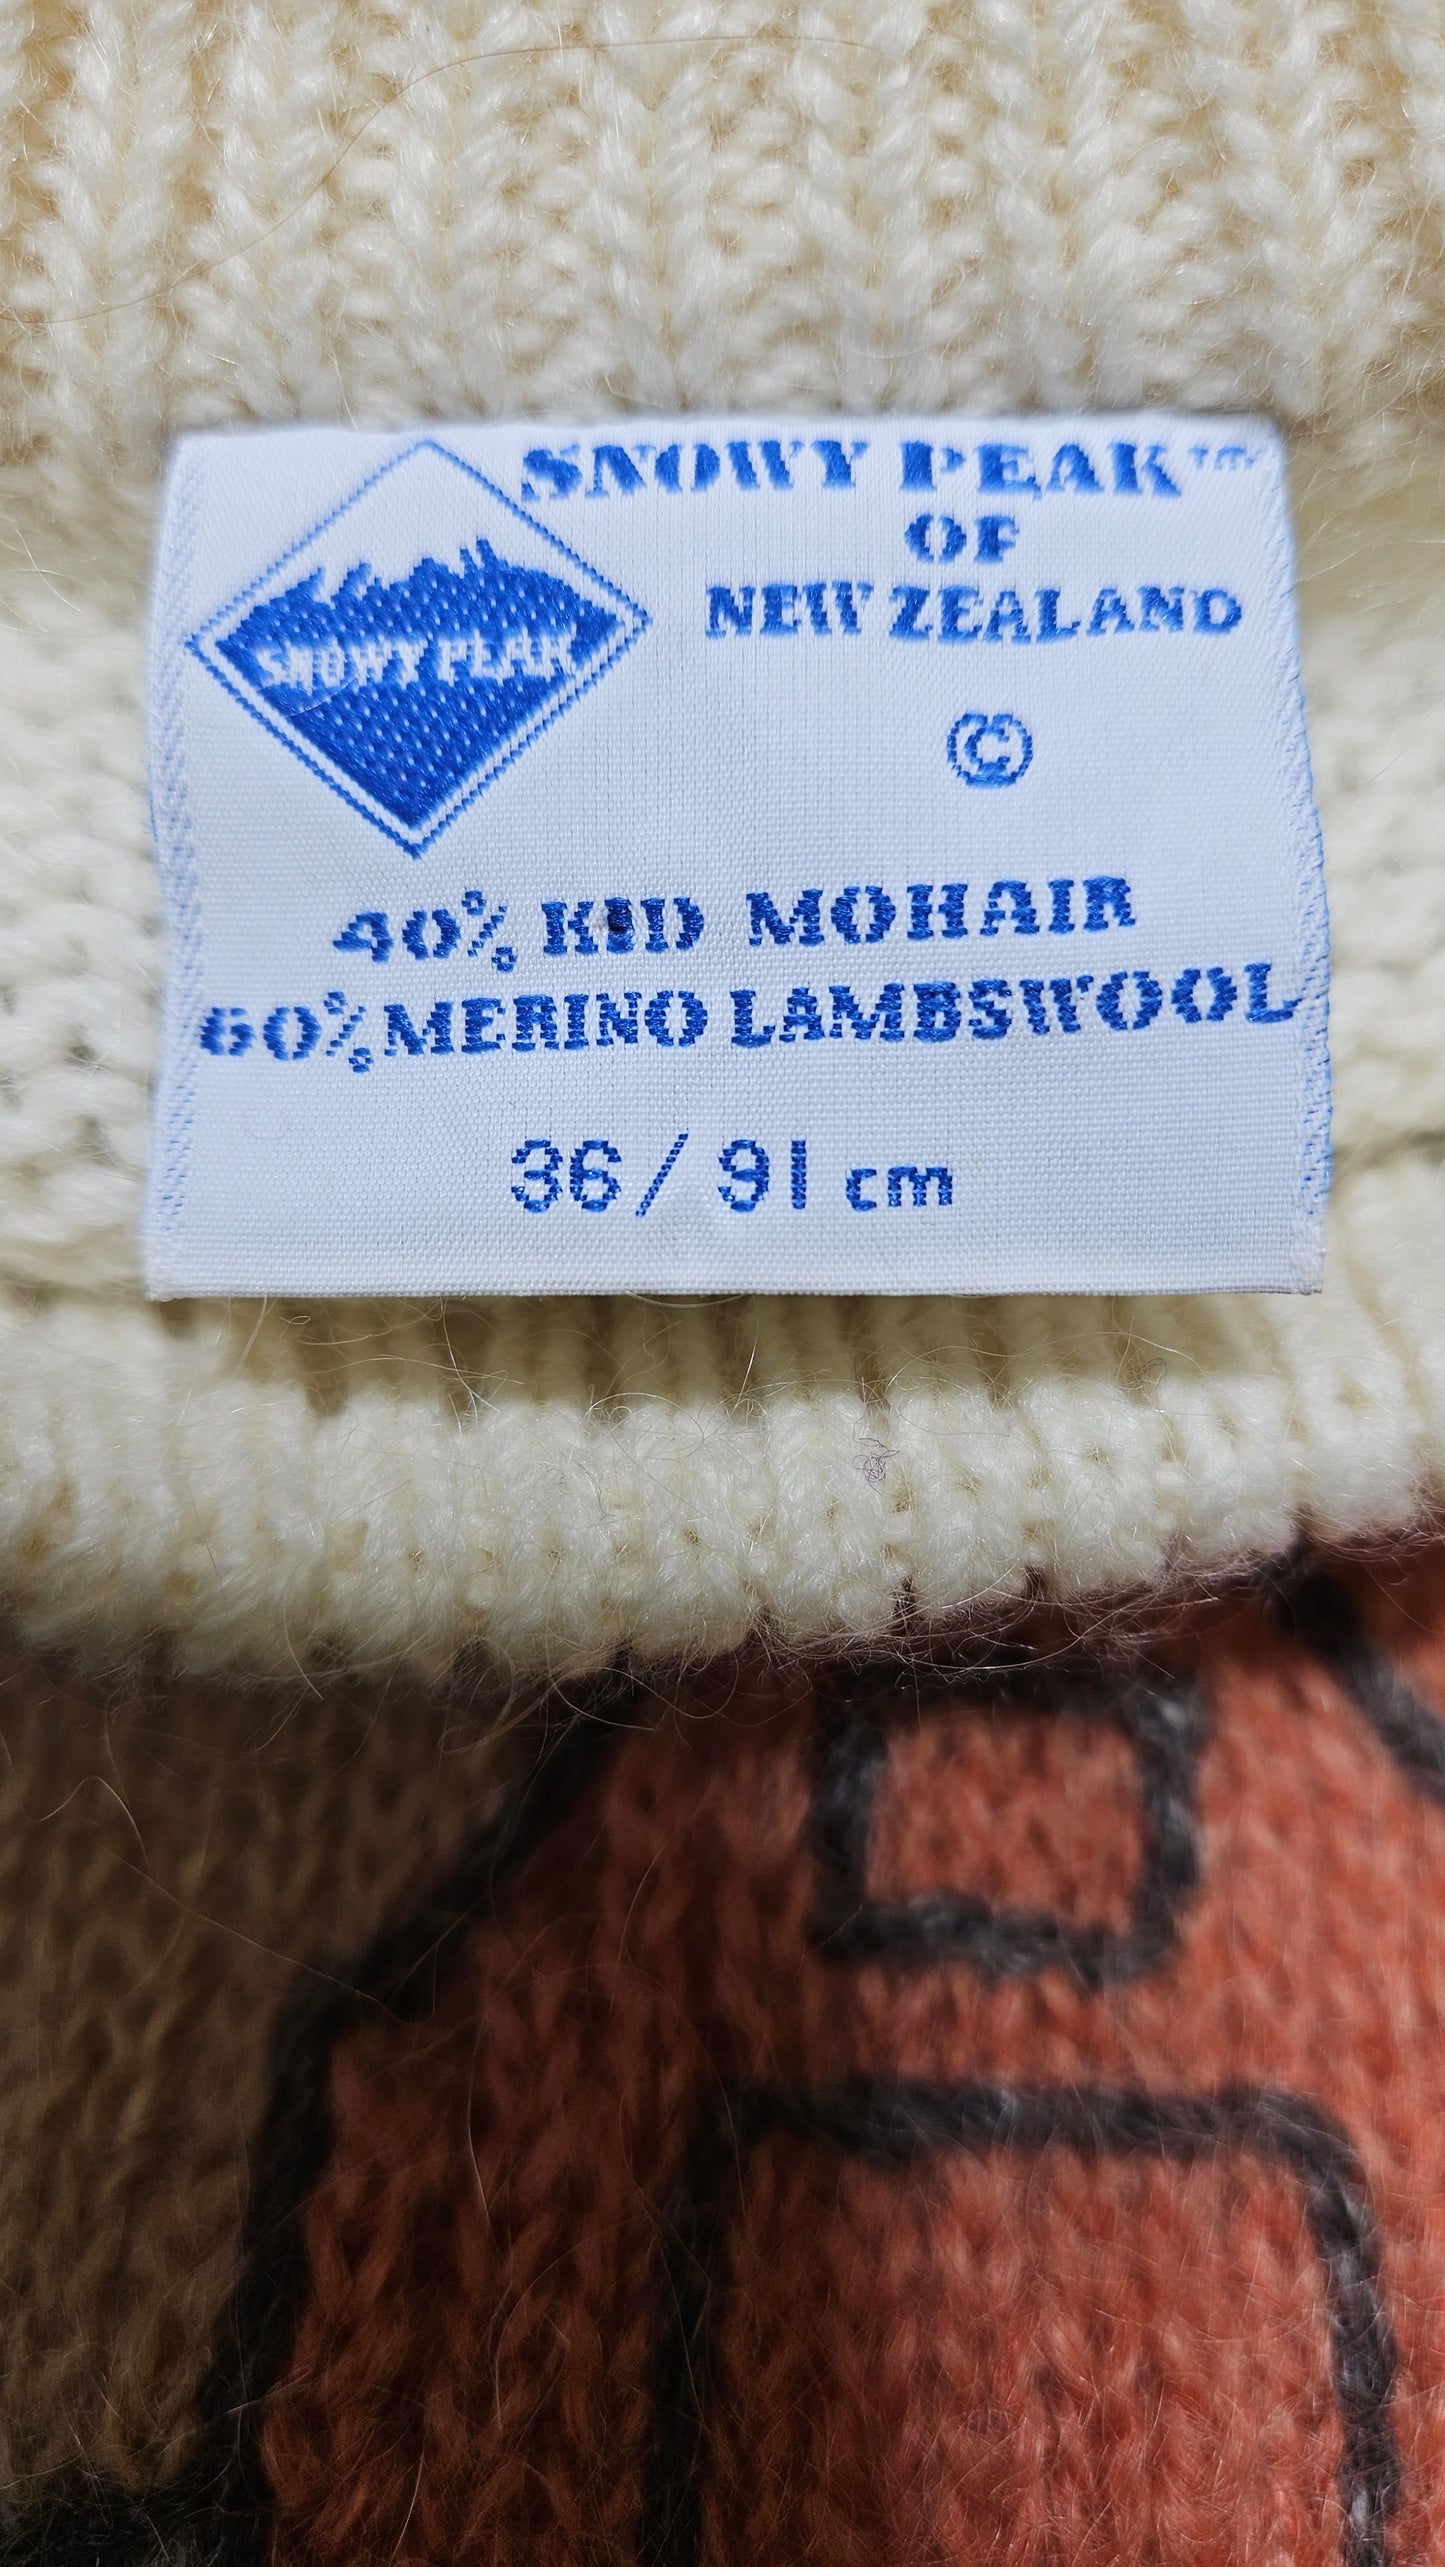 SNOWY PEAK™
OF
NEW ZEALAND
SNOWY PEAK
©
40% KID MOHAIR
60% MERINO LAMBSWOOL
36 / 91 cm